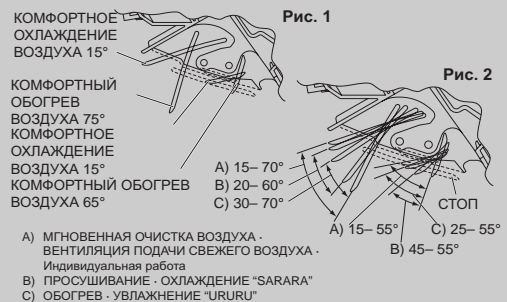 Рис. 1
КОМФОРТНОЕ
ОХЛАЖДЕНИЕ
ВОЗДУХА 15°
КОМФОРТНЫЙ
ОБОГРЕВ
ВОЗДУХА 75°
КОМФОРТНОЕ
ОХЛАЖДЕНИЕ
ВОЗДУХА 15°
КОМФОРТНЫЙ ОБОГРЕВ
ВОЗДУХА 65°
Рис. 2
A) 15– 70°
B) 20– 60°
C) 30– 70°
СТОП
A) 15– 55°
C) 25– 55°
B) 45– 55°
A) МГНОВЕННАЯ ОЧИСТКА ВОЗДУХА ·
ВЕНТИЛЯЦИЯ ПОДАЧИ СВЕЖЕГО ВОЗДУХА ·
Индивидуальная работа
B) ПРОСУШИВАНИЕ · ОХЛАЖДЕНИЕ “SARARA”
C) ОБОГРЕВ · УВЛАЖНЕНИЕ “URURU”